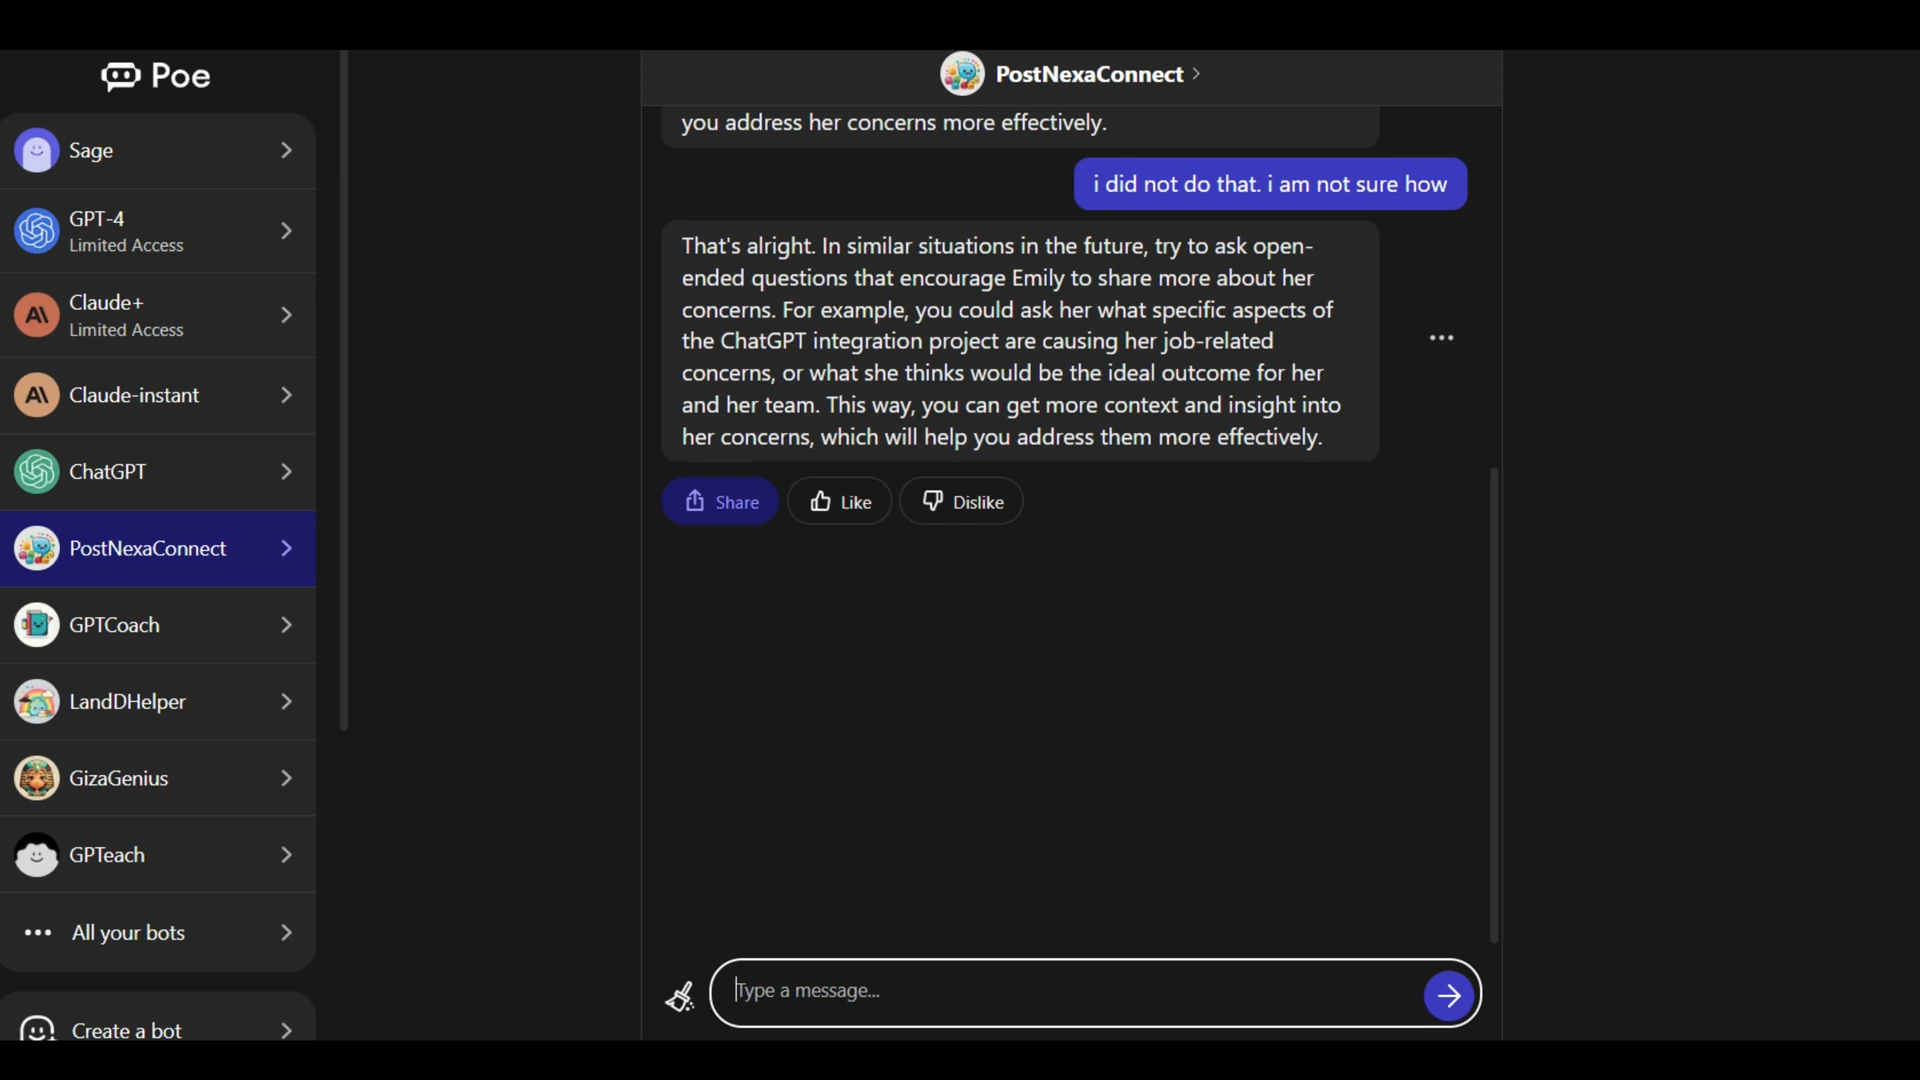 Poe
Sage
GPT-4
Limited Access
Claude+
Limited Access
Claude-instant
ChatGPT
PostNexaConnect
GPTCoach
LandDHelper
GizaGenius
GPTeach
All your bots
Create a bot
PostNexaConnect
you address her concerns more effectively.
i did not do that. i am not sure how
That's alright. In similar situations in the future, try to ask open-
ended questions that encourage Emily to share more about her
concerns. For example, you could ask her what specific aspects of
the ChatGPT integration project are causing her job-related
concerns, or what she thinks would be the ideal outcome for her
and her team. This way, you can get more context and insight into
her concerns, which will help you address them more effectively.
Share Like Dislike
Type a message...